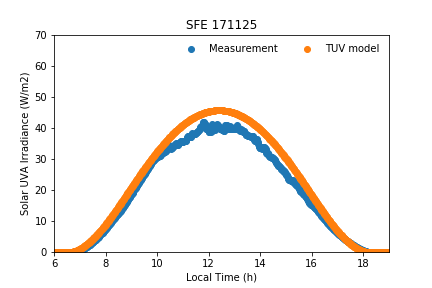 SFE 171125
Measurement TUV model
Solar UVA Irradiance (W/m2)
70
60
50
40
30
20
10
0
6 8 10 12 14 16 18
Local Time (h)